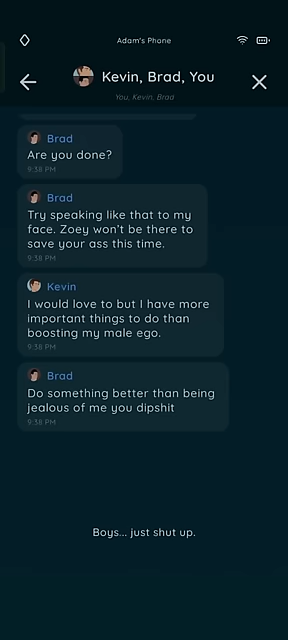 Adam's Phone
Kevin, Brad, You
You, Kevin, Brad
Brad
Are you done?
9:38 PM
Brad
Try speaking like that to my
face. Zoey won't be there to
save your ass this time.
9:38 PM
Kevin
I would love to but I have more
important things to do than
boosting my male ego.
9:38 PM
Brad
Do something better than being
jealous of me you dipshit
9:38 PM
Boys... just shut up.